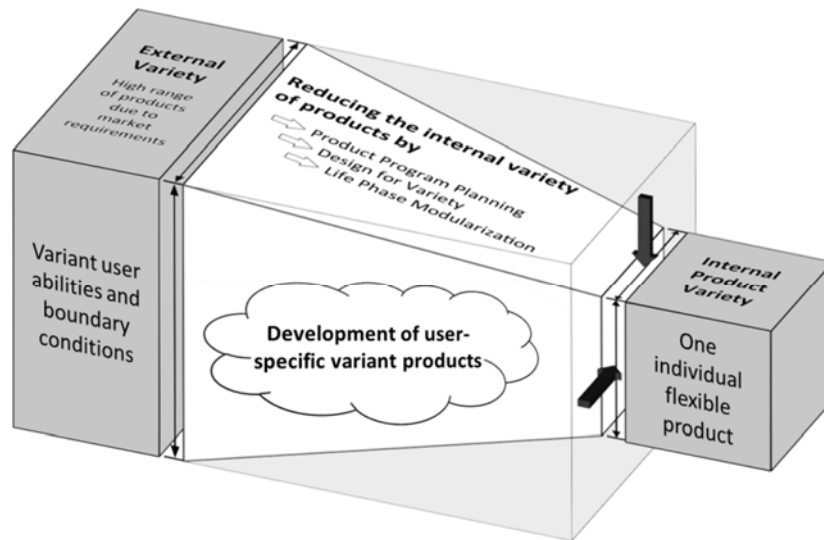 External
Variety
High range
of products
due to
market
requirements
Reducing the internal variety
of products by
Product Program Planning
Design for Variety
Life Phase Modularization
Variant user
abilities and
boundary
conditions
Development of user-
specific variant products
Internal
Product
Variety
One
individual
flexible
product